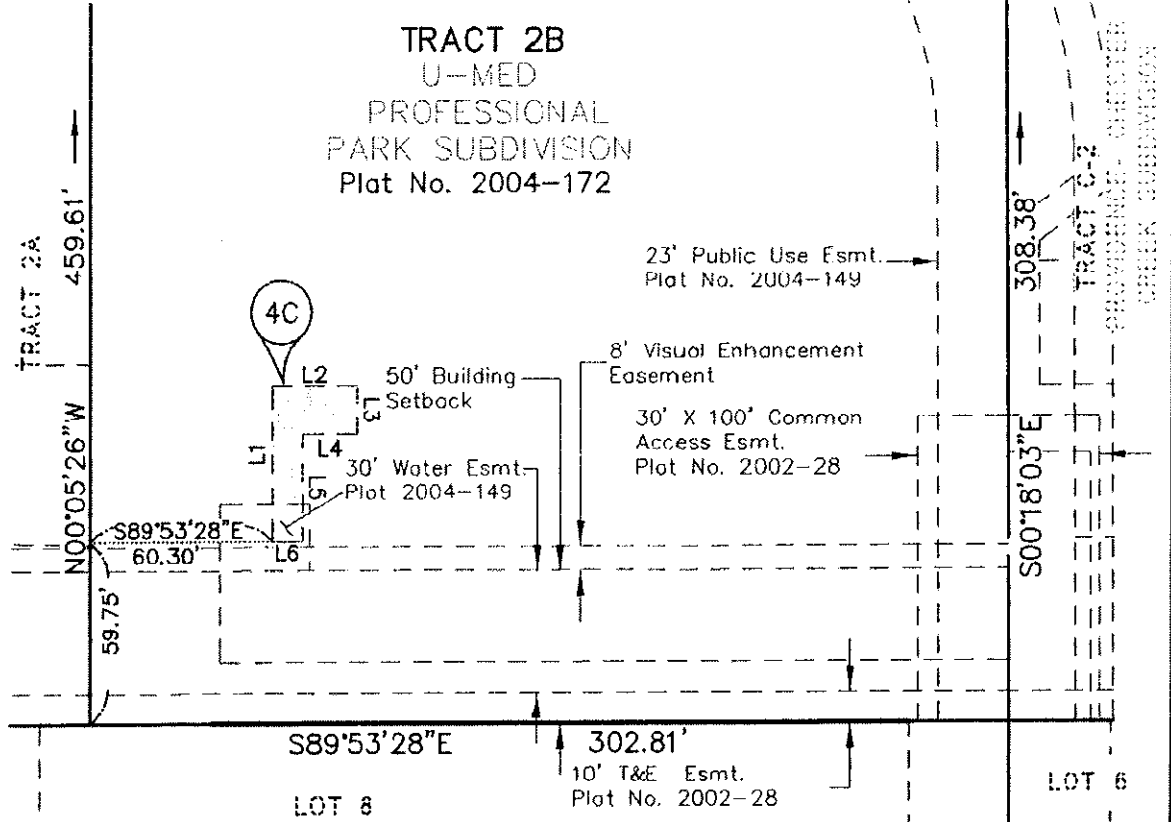 TRACT 2B
U-MED
PROFESSIONAL
PARK SUBDIVISION
Plat No. 2004-172
TRACT 2A
459.61'
N00°05'26"W
4C
L1
L2
L3
L4
L5
L6
50' Building
Setback
30' Water Esmt.
Plat 2004-149
8' Visual Enhancement
Easement
23' Public Use Esmt.
Plat No. 2004-149
30' X 100' Common
Access Esmt.
Plat No. 2002-28
308.38'
S00°18'03"E
TRACT C-2
PROVIDENCE - CHESTER
CREEK SUBDIVISION
S89°53'28"E
60.30'
59.75'
S89°53'28"E 302.81'
10' T&E Esmt.
Plat No. 2002-28
LOT 8
LOT 6